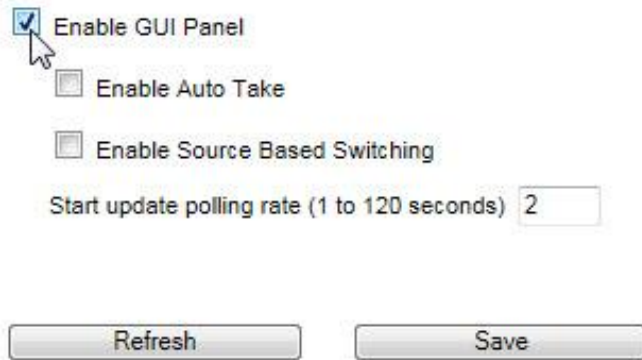 Enable GUI Panel
Enable Auto Take
Enable Source Based Switching
Start update polling rate (1 to 120 seconds) 2
Refresh Save